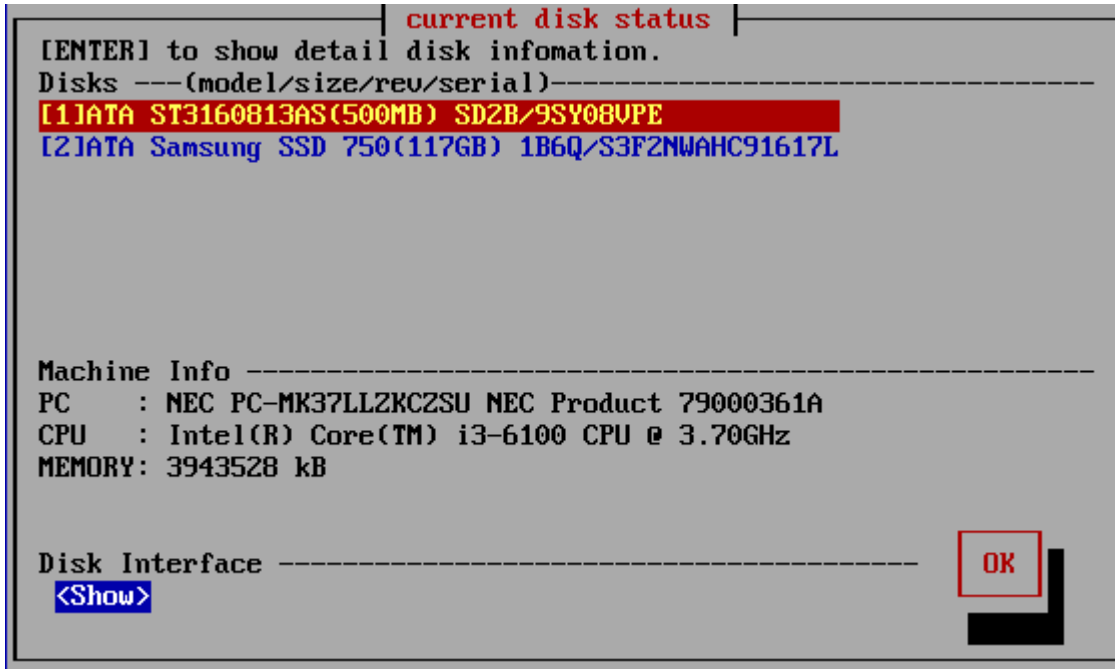 current disk status
[ENTER] to show detail disk infomation.
Disks ---(model/size/rev/serial)----------------------------------
[1]ATA ST3160813AS(500MB) SD2B/9SY08VPE
[2]ATA Samsung SSD 750(117GB) 1B6Q/S3F2NWAHC91617L
Machine Info -----------------------------------------------------
PC    : NEC PC-MK37LLZKCZSU NEC Product 79000361A
CPU   : Intel(R) Core(TM) i3-6100 CPU @ 3.70GHz
MEMORY: 3943528 kB
Disk Interface ----------------------------------------
OK
<Show>